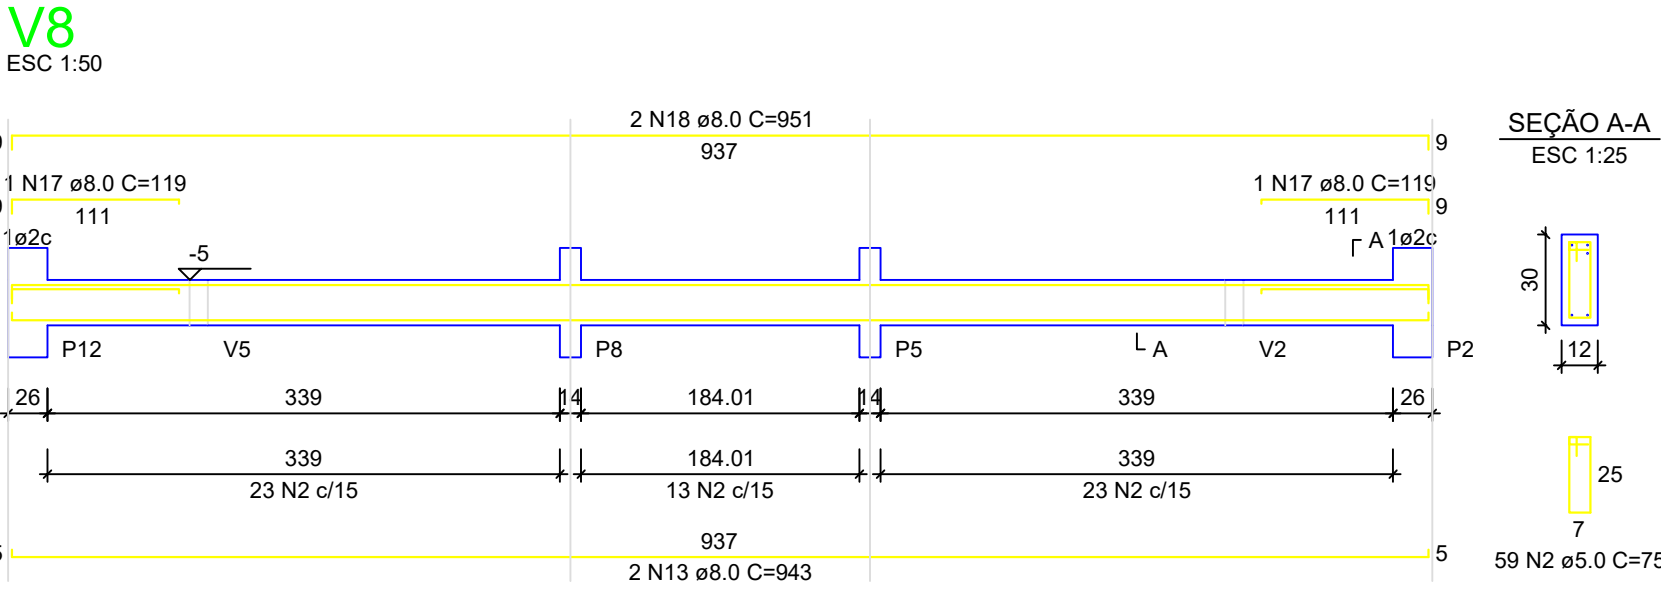 V8
ESC 1:50
2 N18 ø8.0 C=951
937
9
SEÇÃO A-A
ESC 1:25
1 N17 ø8.0 C=119
111
1 N17 ø8.0 C=119
111
9
1ø2c
-5
A
1ø2c
30
12
P12
V5
P8
P5
A
V2
P2
26
339
14
184.01
14
339
26
339
23 N2 c/15
184.01
13 N2 c/15
339
23 N2 c/15
25
7
59 N2 ø5.0 C=75
937
2 N13 ø8.0 C=943
5